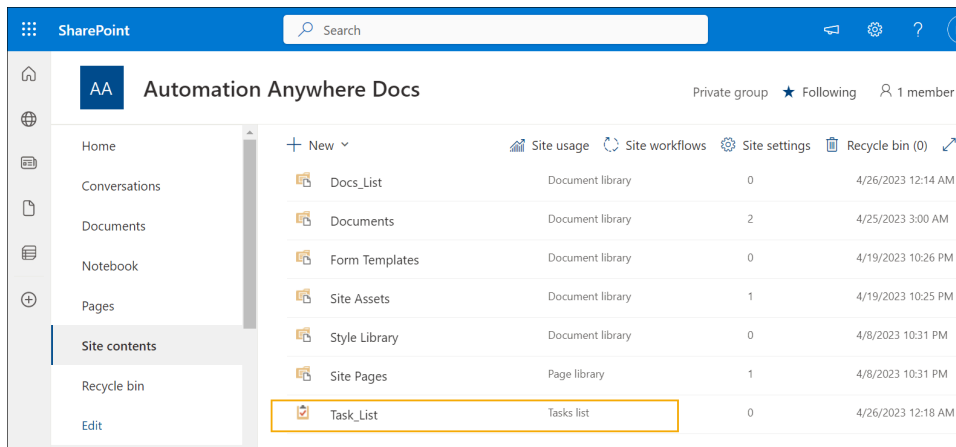 SharePoint
Search
?
AA
Automation Anywhere Docs
Private group ★ Following 1 member
Home
Conversations
Documents
Notebook
Pages
Site contents
Recycle bin
Edit
+ New Site usage Site workflows Site settings Recycle bin (0)
Docs_List Document library 0 4/26/2023 12:14 AM
Documents Document library 2 4/25/2023 3:00 AM
Form Templates Document library 0 4/19/2023 10:26 PM
Site Assets Document library 1 4/19/2023 10:25 PM
Style Library Document library 0 4/8/2023 10:31 PM
Site Pages Page library 1 4/8/2023 10:31 PM
Task_List Tasks list 0 4/26/2023 12:18 AM